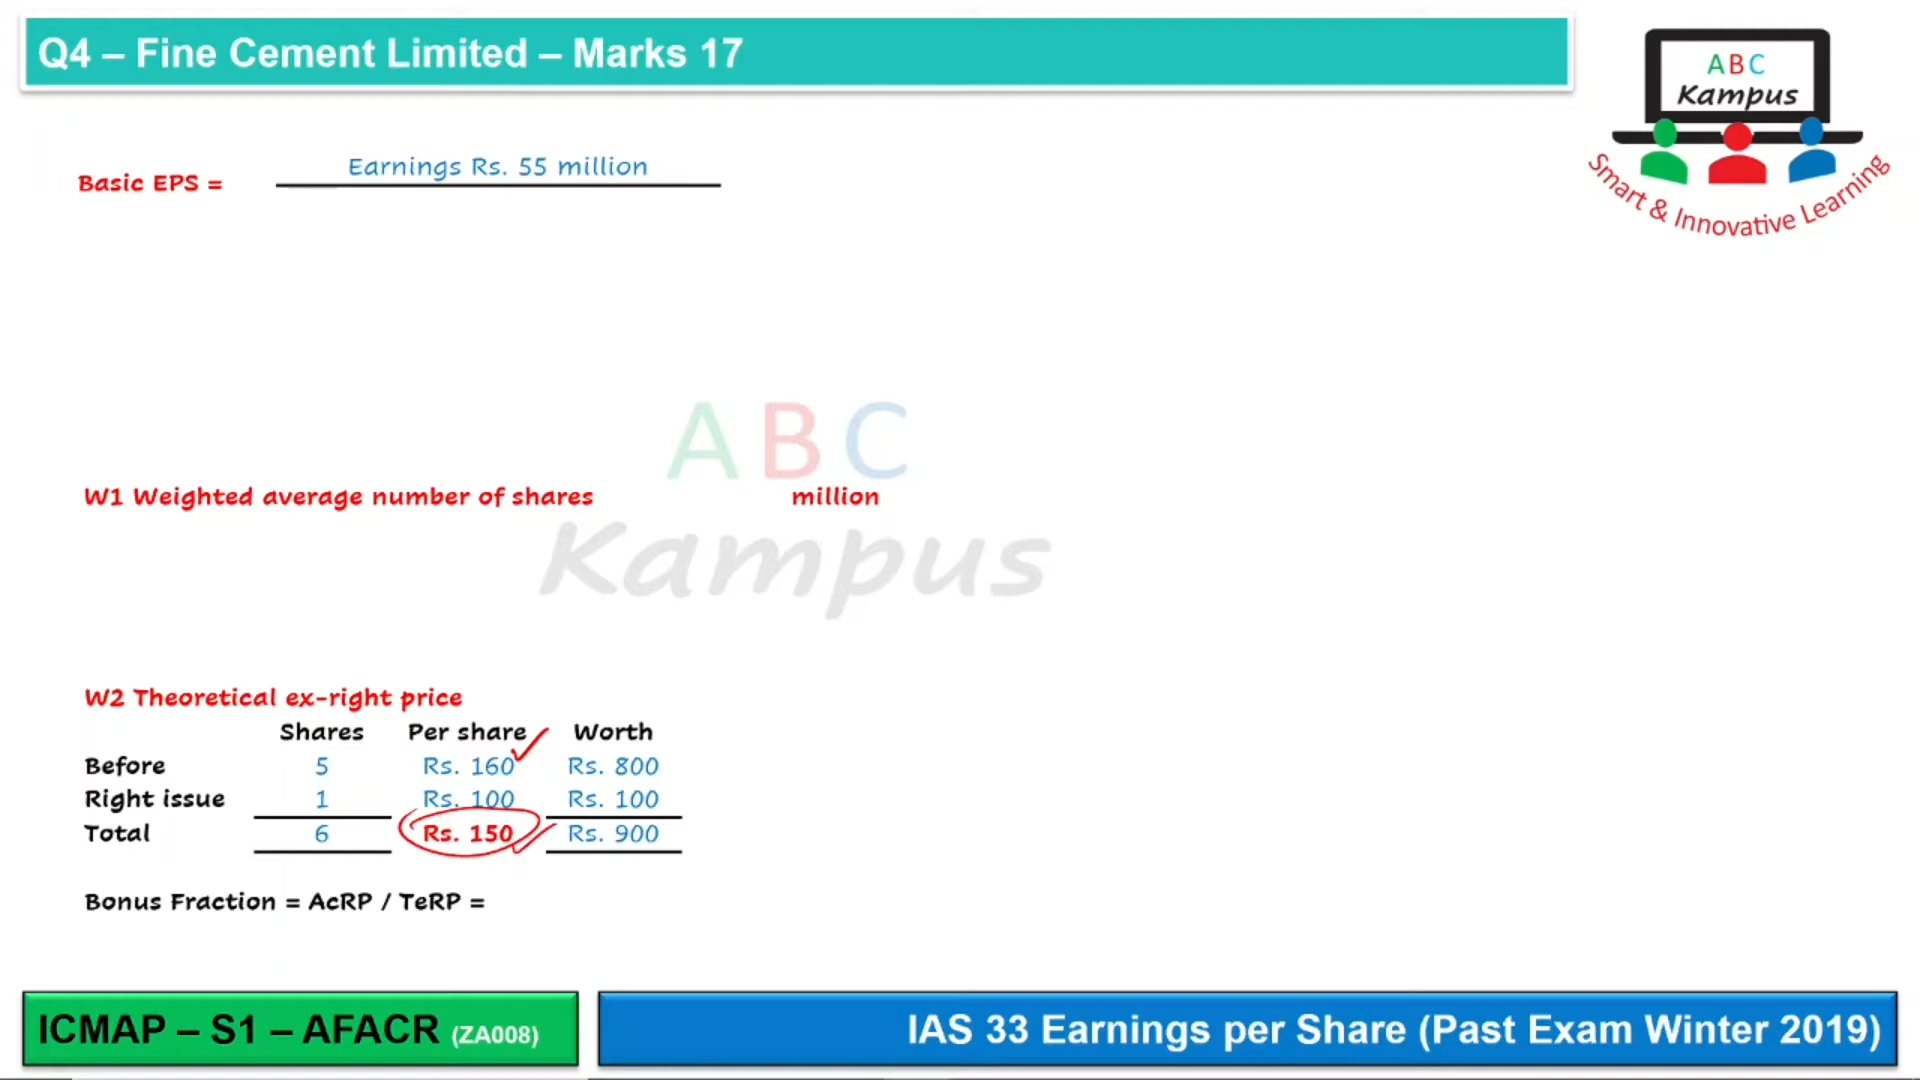 Q4 – Fine Cement Limited – Marks 17
ABC
Kampus
Smart & Innovative Learning
Basic EPS = Earnings Rs. 55 million
ABC
Kampus
W1 Weighted average number of shares million
W2 Theoretical ex-right price
Shares Per share Worth
Before 5 Rs. 160 Rs. 800
Right issue 1 Rs. 100 Rs. 100
Total 6 Rs. 150 Rs. 900
Bonus Fraction = AcRP / TeRP =
ICMAP – S1 – AFACR (ZA008)
IAS 33 Earnings per Share (Past Exam Winter 2019)